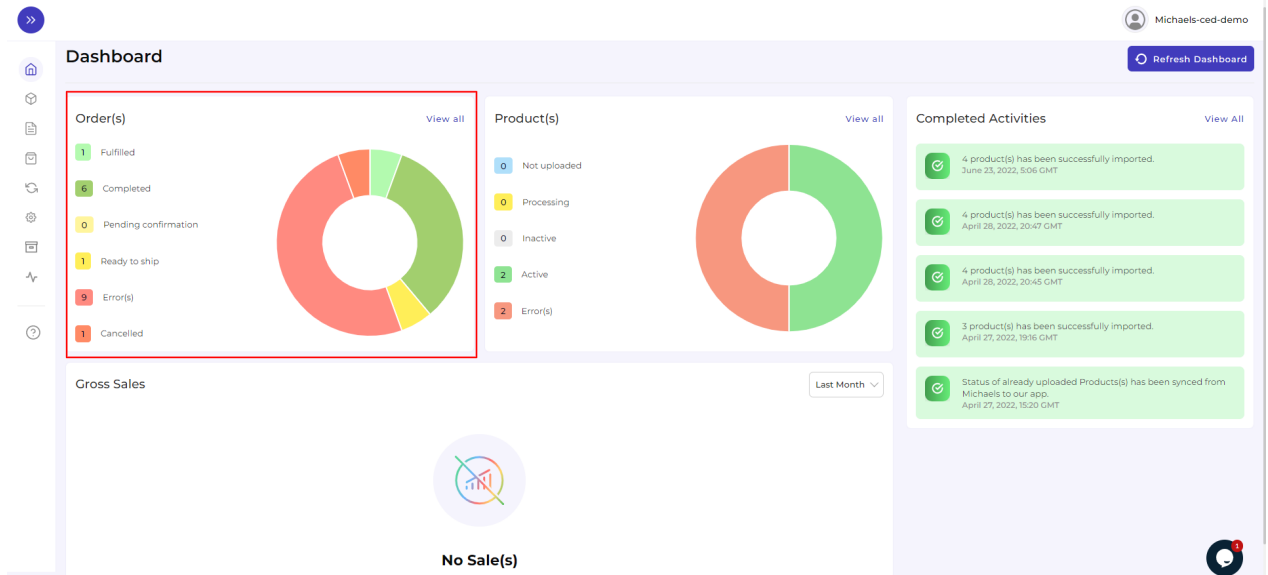 Michaels-ced-demo
Dashboard
Refresh Dashboard
Order(s)
View all
1 Fulfilled
6 Completed
0 Pending confirmation
1 Ready to ship
9 Error(s)
1 Cancelled
Product(s)
View all
0 Not uploaded
0 Processing
0 Inactive
2 Active
2 Error(s)
Completed Activities
View All
4 product(s) has been successfully imported.
June 23, 2022, 5:06 GMT
4 product(s) has been successfully imported.
April 28, 2022, 20:47 GMT
4 product(s) has been successfully imported.
April 28, 2022, 20:45 GMT
3 product(s) has been successfully imported.
April 27, 2022, 19:16 GMT
Status of already uploaded Products(s) has been synced from
Michaels to our app.
April 27, 2022, 15:20 GMT
Gross Sales
Last Month
No Sale(s)
1